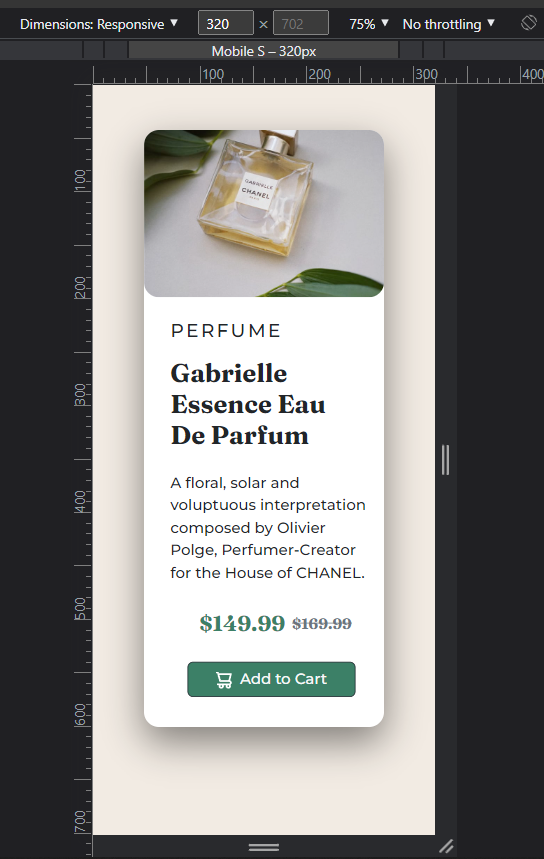 Dimensions: Responsive ▼ 320 × 702 75% ▼ No throttling ▼
Mobile S – 320px
100 200 300 400
100
200
300
400
500
600
700
GABRIELLE
CHANEL
PERFUME
Gabrielle
Essence Eau
De Parfum
A floral, solar and
voluptuous interpretation
composed by Olivier
Polge, Perfumer-Creator
for the House of CHANEL.
$149.99 $169.99
Add to Cart